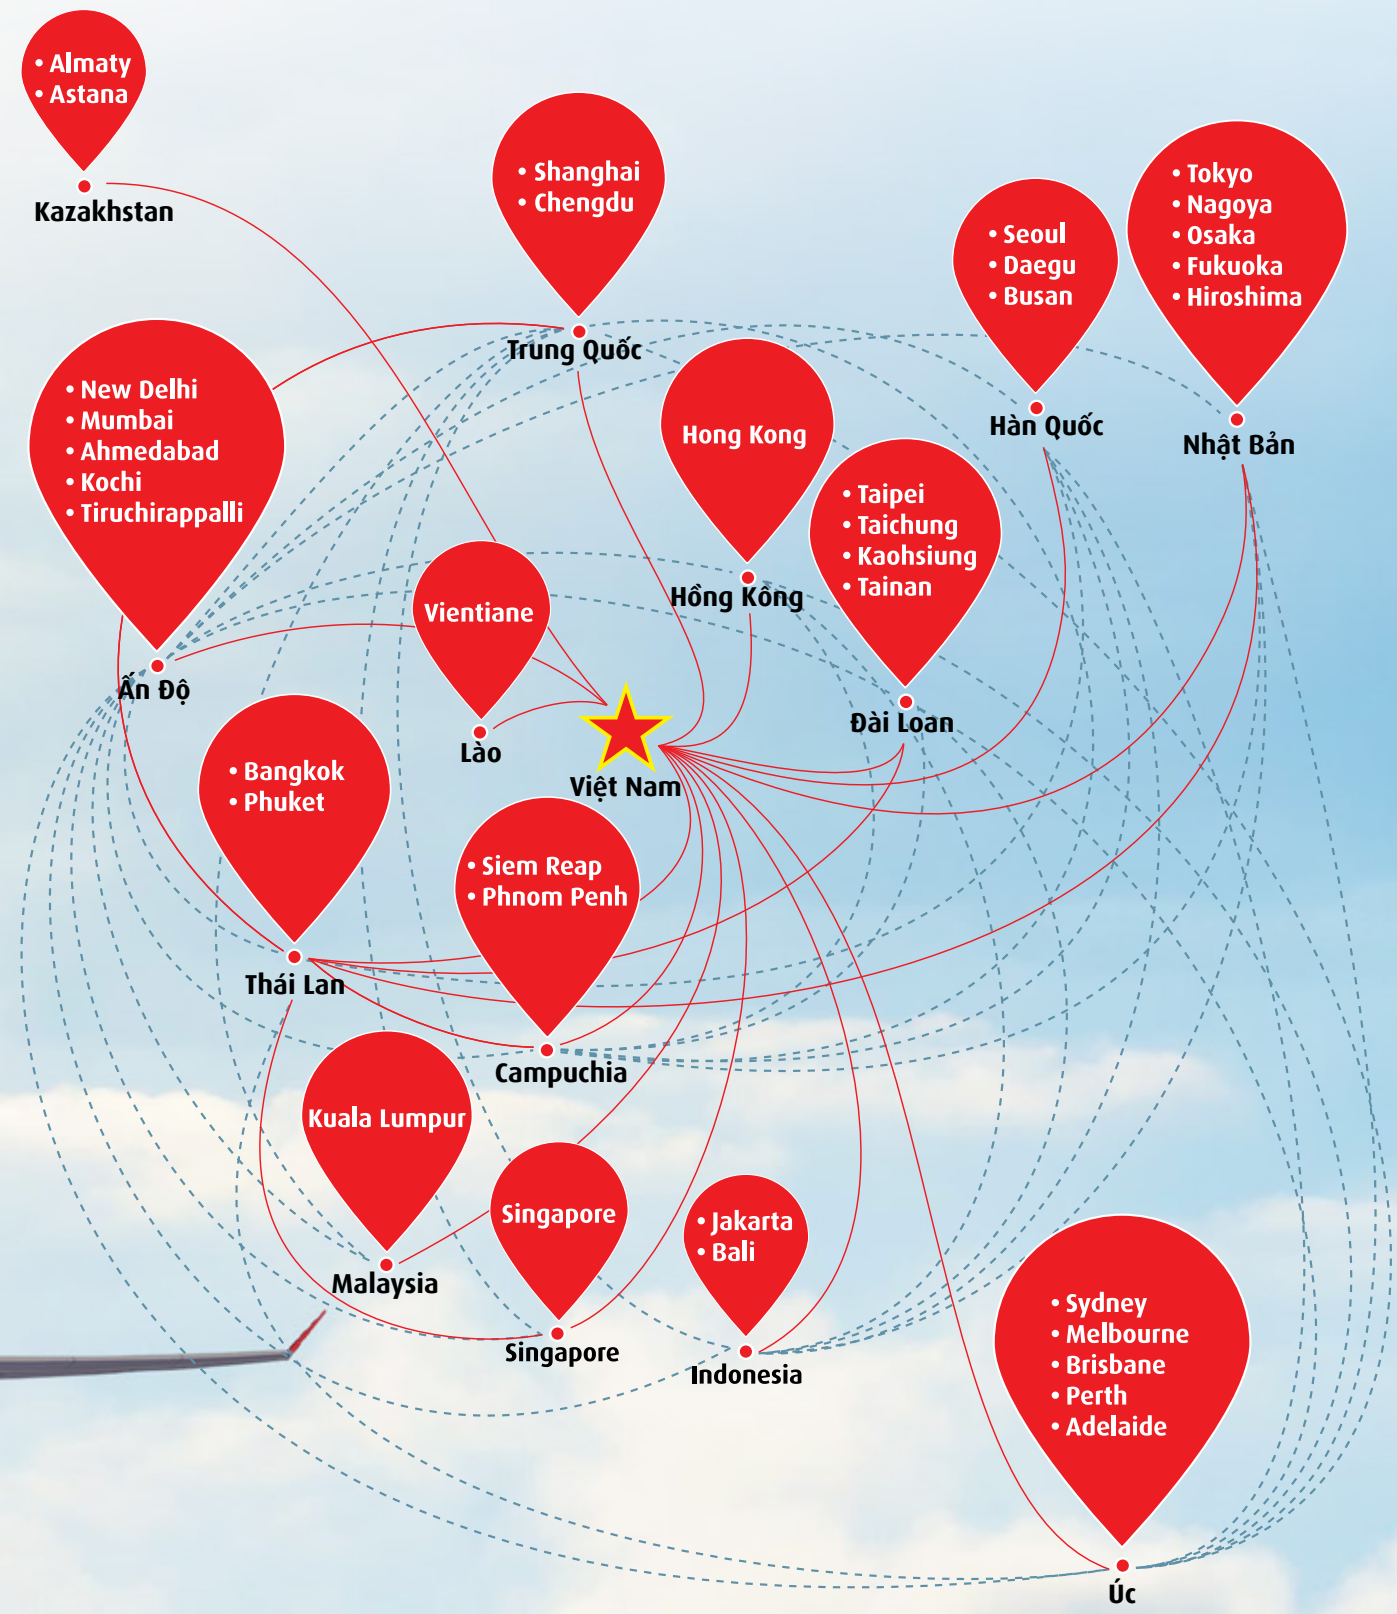 • Almaty
• Astana
Kazakhstan
• Shanghai
• Chengdu
Trung Quốc
• Seoul
• Daegu
• Busan
Hàn Quốc
• Tokyo
• Nagoya
• Osaka
• Fukuoka
• Hiroshima
Nhật Bản
• New Delhi
• Mumbai
• Ahmedabad
• Kochi
• Tiruchirappalli
Ấn Độ
Hong Kong
Hồng Kông
• Taipei
• Taichung
• Kaohsiung
• Tainan
Đài Loan
Vientiane
Lào
Việt Nam
• Bangkok
• Phuket
Thái Lan
• Siem Reap
• Phnom Penh
Campuchia
Kuala Lumpur
Malaysia
Singapore
Singapore
• Jakarta
• Bali
Indonesia
• Sydney
• Melbourne
• Brisbane
• Perth
• Adelaide
Úc